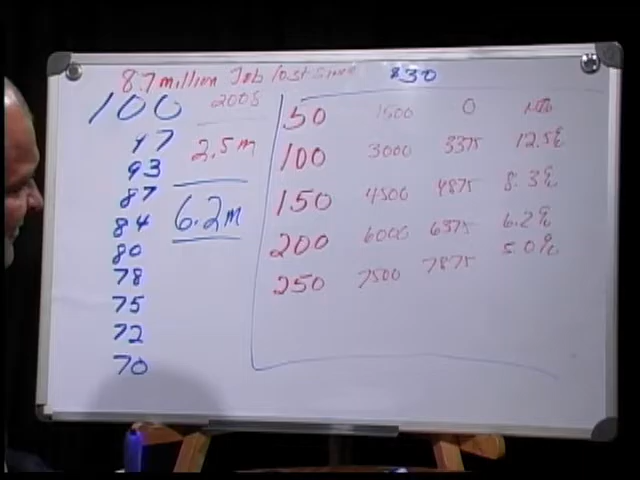 8.7 million Job lost since $30
100 2008
97 2.5 m
93
87 6.2 m
84
80
78
75
72
70
50 1500 0
100 3000 3375 12.5%
150 4500 4875 8.3%
200 6000 6375 6.2%
250 7500 7875 5.0%